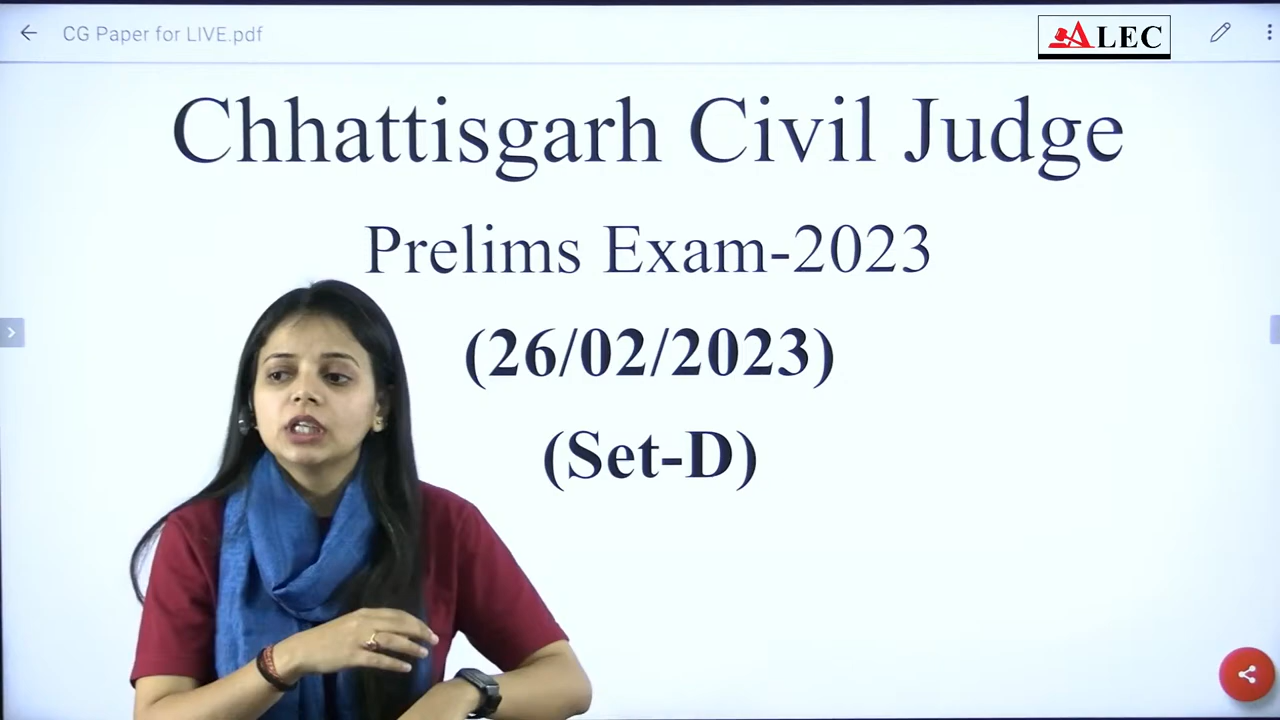 CG Paper for LIVE.pdf
ALEC
Chhattisgarh Civil Judge
Prelims Exam-2023
(26/02/2023)
(Set-D)